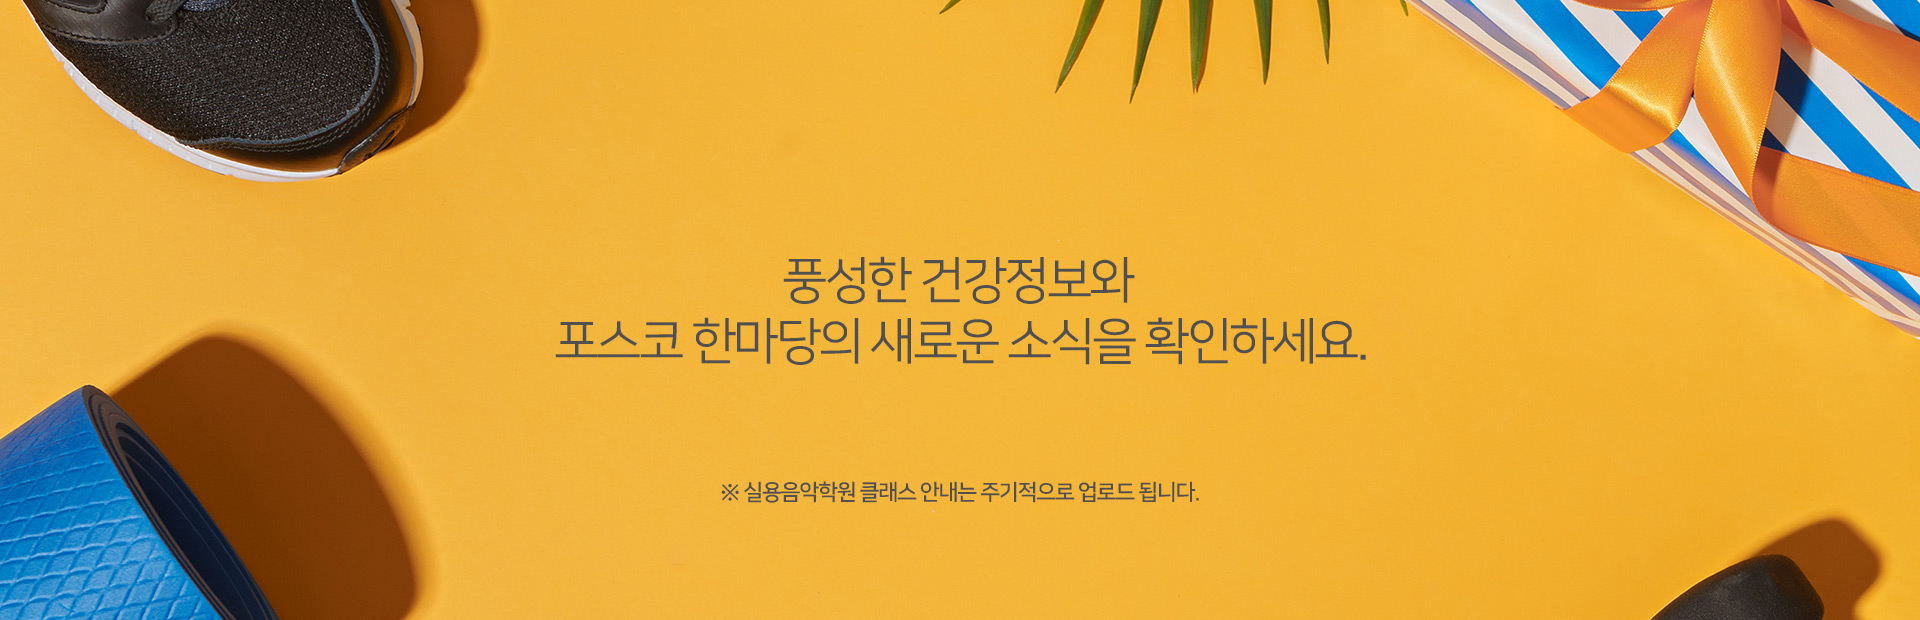 풍성한 건강정보와
포스코 한마당의 새로운 소식을 확인하세요.
※ 실용음악학원 클래스 안내는 주기적으로 업로드 됩니다.